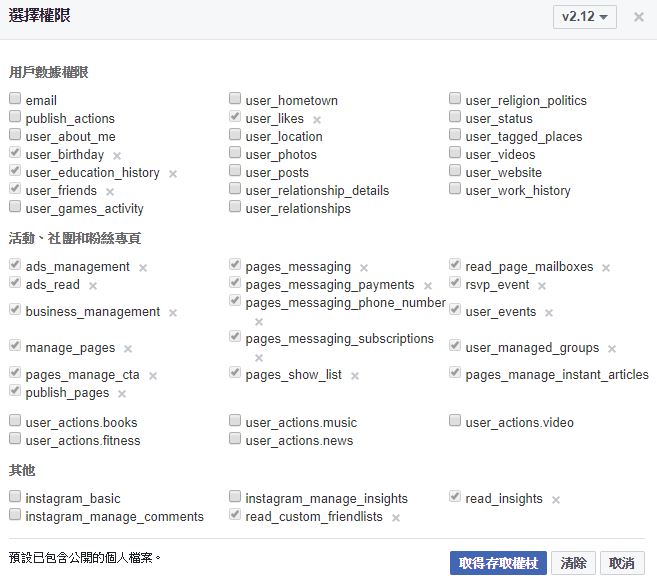 選擇權限 v2.12
用戶數據權限
email user_hometown user_religion_politics
publish_actions user_likes user_status
user_about_me user_location user_tagged_places
user_birthday user_photos user_videos
user_education_history user_posts user_website
user_friends user_relationship_details user_work_history
user_games_activity user_relationships
活動、社團和粉絲專頁
ads_management pages_messaging read_page_mailboxes
ads_read pages_messaging_payments rsvp_event
business_management pages_messaging_phone_number user_events
manage_pages pages_messaging_subscriptions user_managed_groups
pages_manage_cta pages_show_list pages_manage_instant_articles
publish_pages
user_actions.books user_actions.music user_actions.video
user_actions.fitness user_actions.news
其他
instagram_basic instagram_manage_insights read_insights
instagram_manage_comments read_custom_friendlists
預設已包含公開的個人檔案。 取得存取權杖 清除 取消